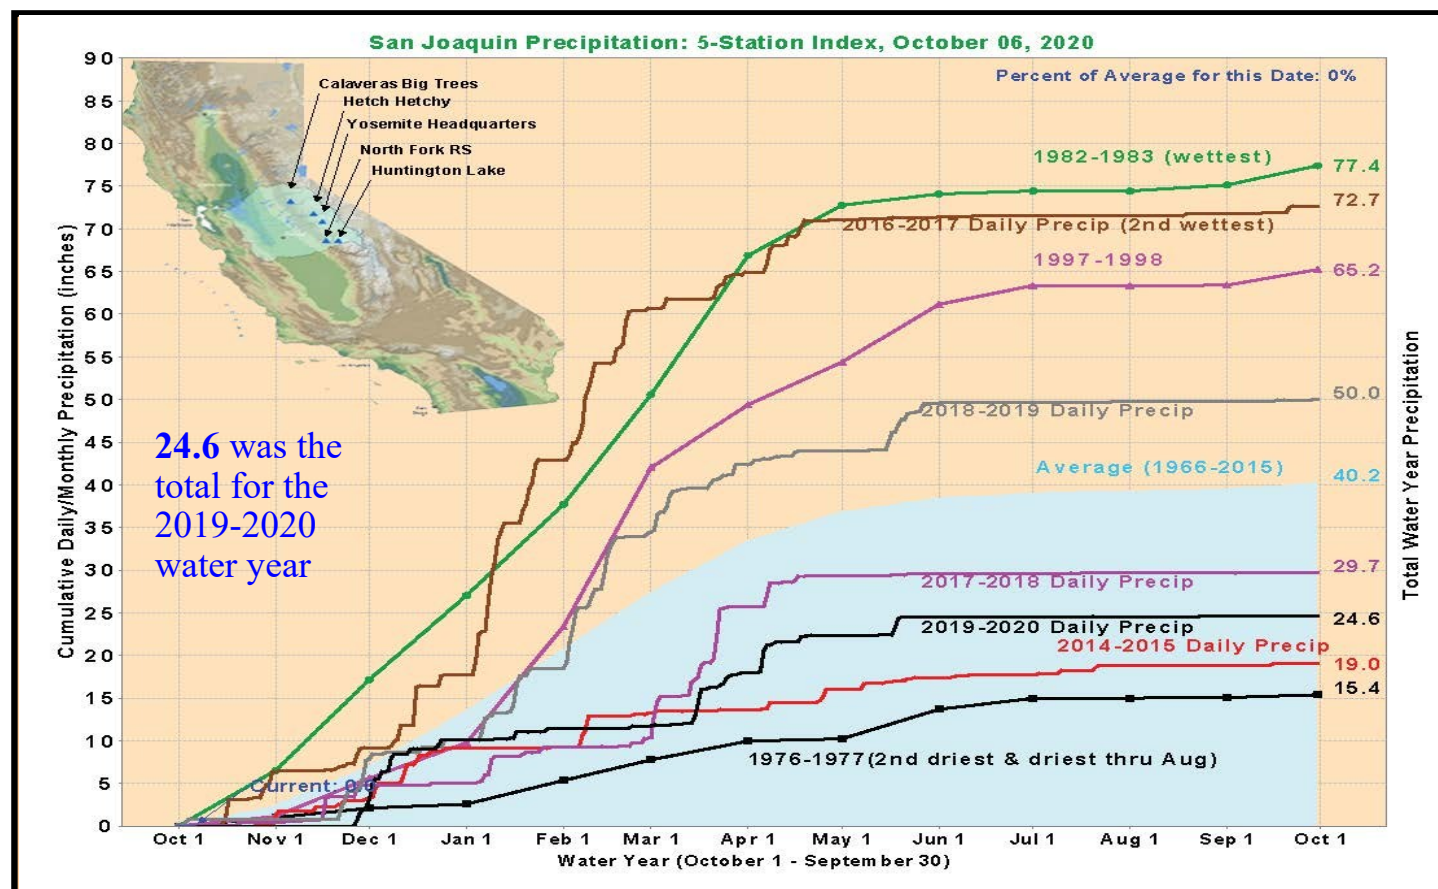 San Joaquin Precipitation: 5-Station Index, October 06, 2020
Percent of Average for this Date: 0%
Calaveras Big Trees
Hetch Hetchy
Yosemite Headquarters
North Fork RS
Huntington Lake
Cumulative Daily/Monthly Precipitation (inches)
90
85
80
75
70
65
60
55
50
45
40
35
30
25
20
15
10
5
0
24.6 was the
total for the
2019-2020
water year
1982-1983 (wettest)
77.4
72.7
2016-2017 Daily Precip (2nd wettest)
1997-1998
65.2
50.0
2018-2019 Daily Precip
Average (1966-2015)
40.2
29.7
2017-2018 Daily Precip
24.6
2019-2020 Daily Precip
2014-2015 Daily Precip
19.0
15.4
1976-1977(2nd driest & driest thru Aug)
Current: 0.0
Total Water Year Precipitation
Oct 1 Nov 1 Dec 1 Jan 1 Feb 1 Mar 1 Apr 1 May 1 Jun 1 Jul 1 Aug 1 Sep 1 Oct 1
Water Year (October 1 - September 30)